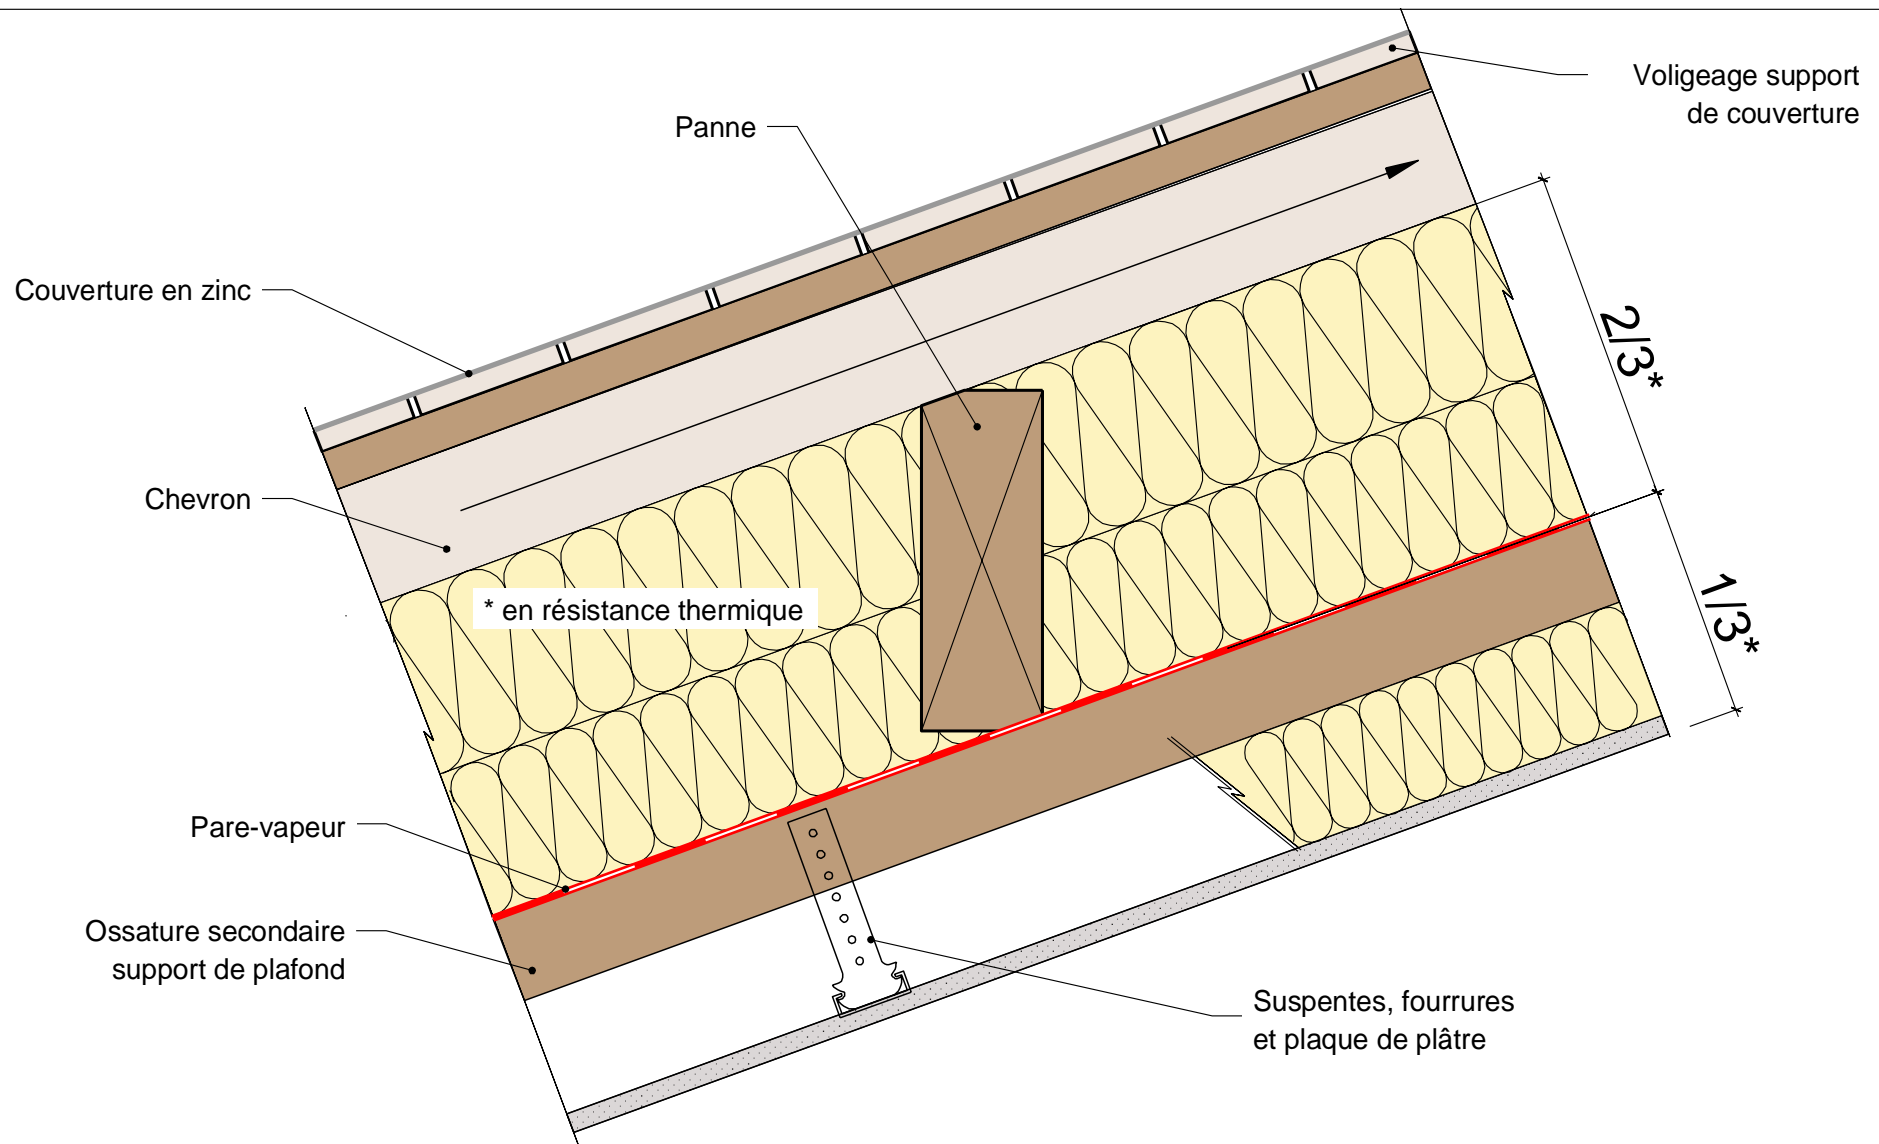 Voligeage support
de couverture
Panne
Couverture en zinc
2/3*
Chevron
* en résistance thermique
1/3*
Pare-vapeur
Ossature secondaire
support de plafond
Suspentes, fourrures
et plaque de plâtre